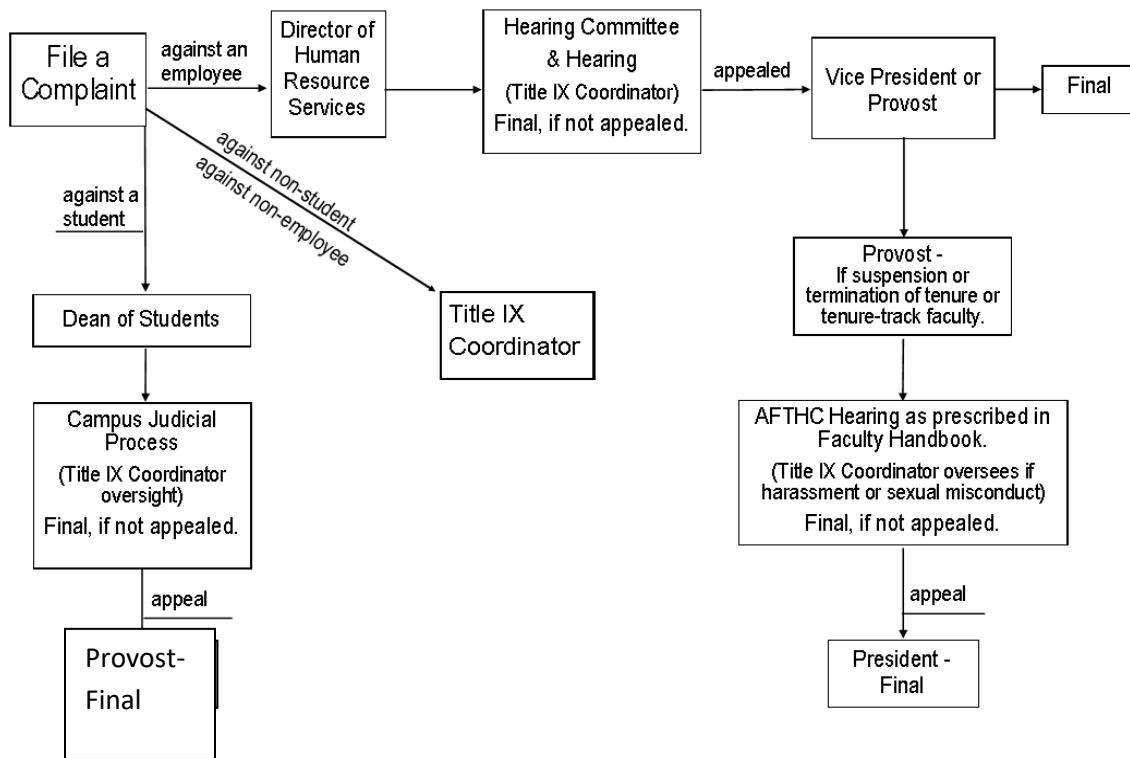 File a
Complaint
against an
employee
Director of
Human
Resource
Services
Hearing Committee
& Hearing
(Title IX Coordinator)
Final, if not appealed.
appealed
Vice President or
Provost
Final
against non-student
against non-employee
against a
student
Title IX
Coordinator
Dean of Students
Campus Judicial
Process
(Title IX Coordinator
oversight)
Final, if not appealed.
appeal
Provost-
Final
Provost -
If suspension or
termination of tenure or
tenure-track faculty.
AFTHC Hearing as prescribed in
Faculty Handbook.
(Title IX Coordinator oversees if
harassment or sexual misconduct)
Final, if not appealed.
appeal
President -
Final